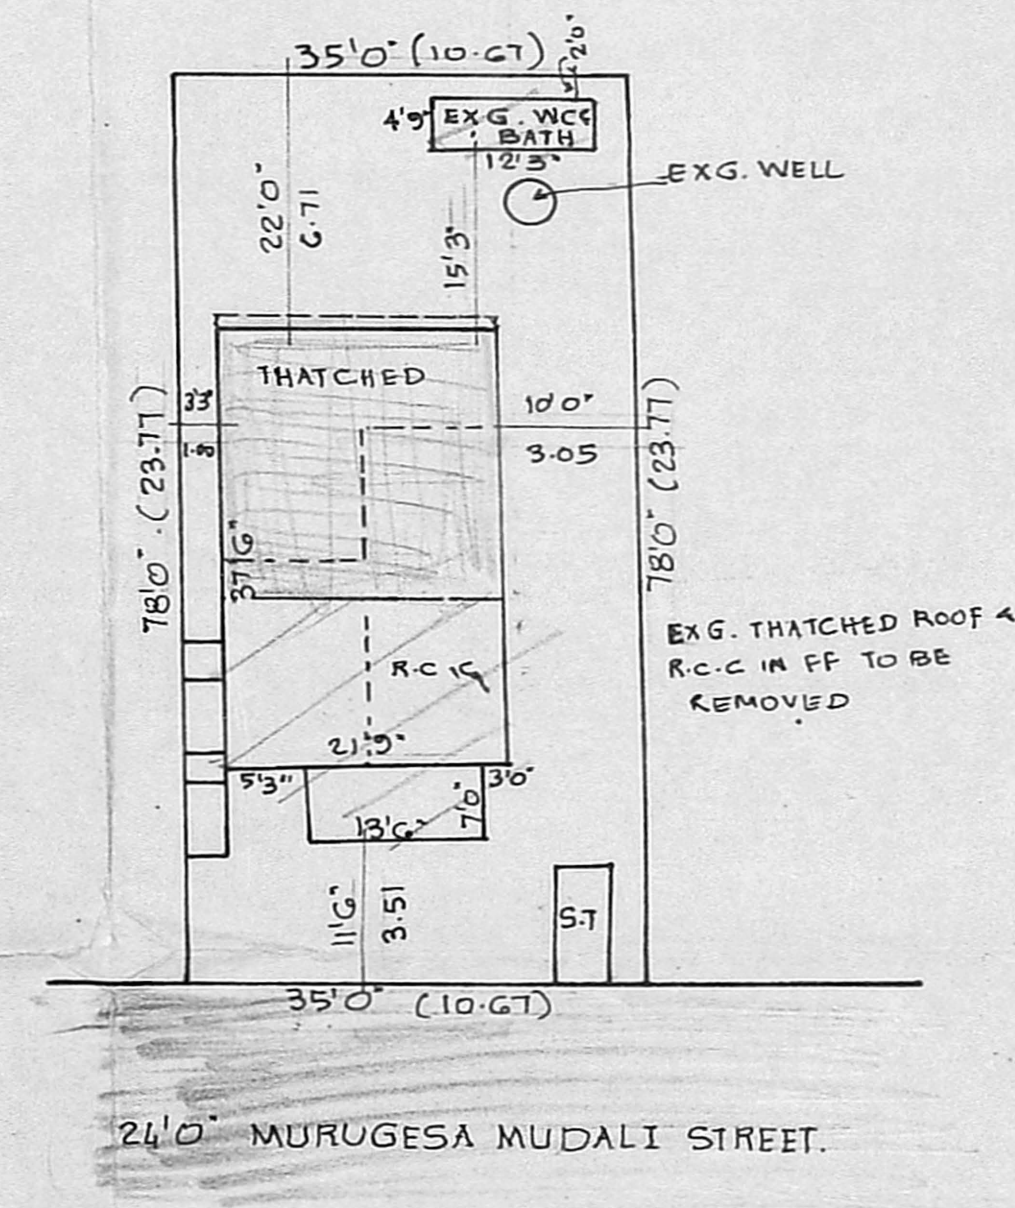 35'0" (10.67)
2'0"
4'9"
EXG. WC &
BATH
12'3"
EXG. WELL
22'0"
6.71
15'3"
THATCHED
3'3"
10'0"
3.05
78'0" (23.77)
78'0" (23.77)
37'6"
EXG. THATCHED ROOF &
R.C.C IN FF TO BE
REMOVED
21'9"
5'3"
3'0"
7'0"
13'6"
11'6"
3.51
S.T
35'0" (10.67)
24'0" MURUGESA MUDALI STREET.